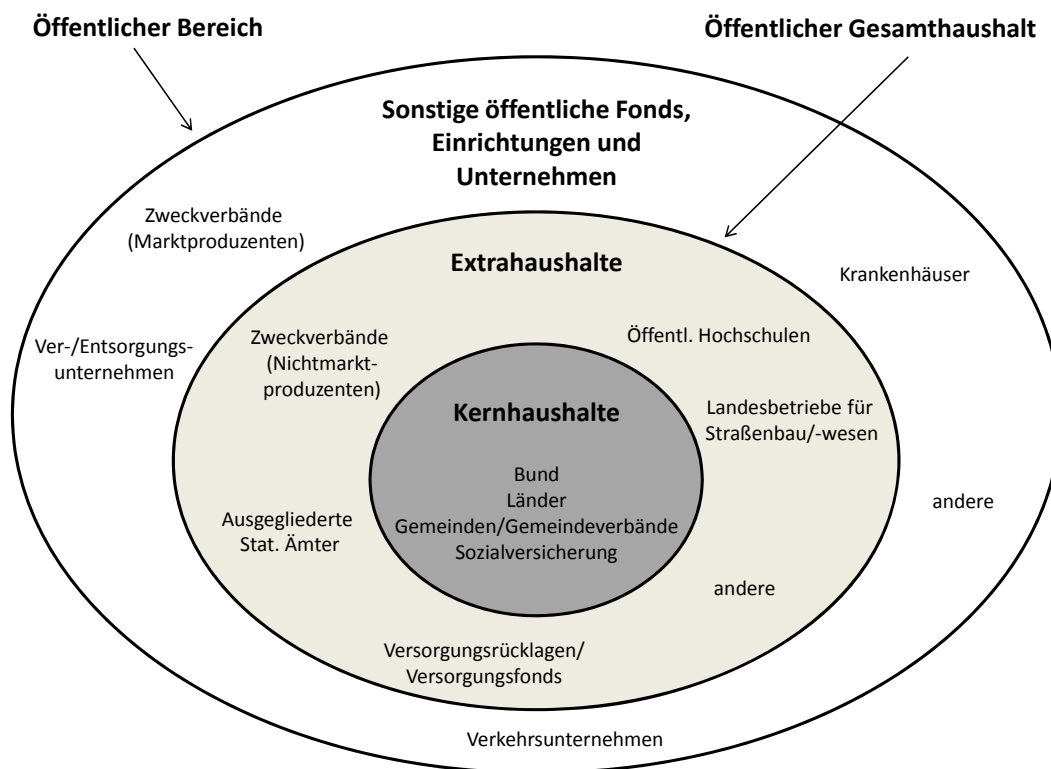 Öffentlicher Bereich
Öffentlicher Gesamthaushalt
Sonstige öffentliche Fonds,
Einrichtungen und
Unternehmen
Zweckverbände
(Marktproduzenten)
Extrahaushalte
Krankenhäuser
Ver-/Entsorgungs-
unternehmen
Zweckverbände
(Nichtmarkt-
produzenten)
Öffentl. Hochschulen
Kernhaushalte
Landesbetriebe für
Straßenbau/-wesen
Bund
Länder
Gemeinden/Gemeindeverbände
Sozialversicherung
andere
Ausgegliederte
Stat. Ämter
andere
Versorgungsrücklagen/
Versorgungsfonds
Verkehrsunternehmen